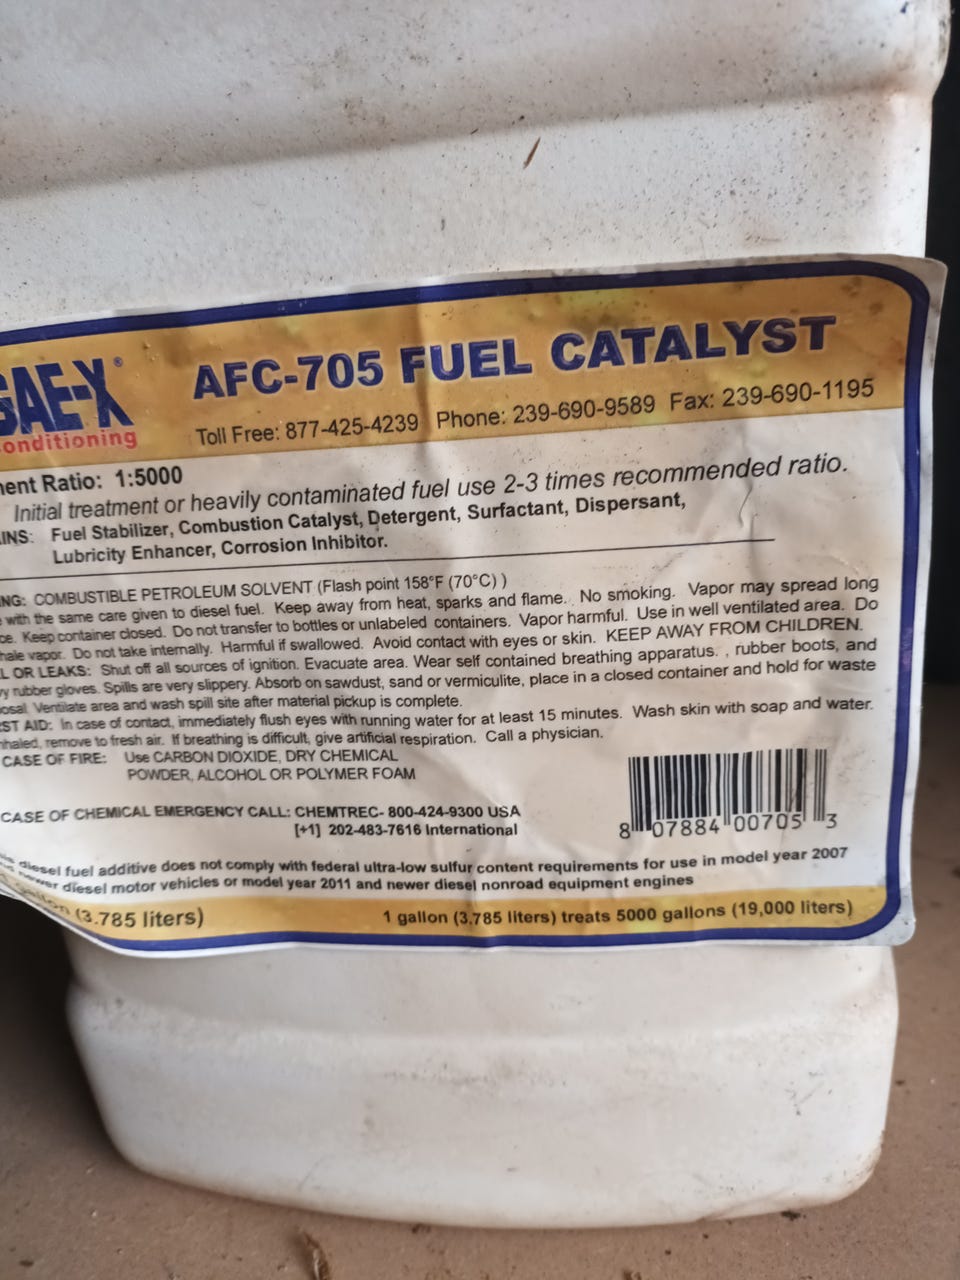 AE-X®
AFC-705 FUEL CATALYST
onditioning
Toll Free: 877-425-4239 Phone: 239-690-9589 Fax: 239-690-1195
ent Ratio: 1:5000
Initial treatment or heavily contaminated fuel use 2-3 times recommended ratio.
INS: Fuel Stabilizer, Combustion Catalyst, Detergent, Surfactant, Dispersant,
Lubricity Enhancer, Corrosion Inhibitor.
NG: COMBUSTIBLE PETROLEUM SOLVENT (Flash point 158°F (70°C) )
with the same care given to diesel fuel. Keep away from heat, sparks and flame. No smoking. Vapor may spread long
ce. Keep container closed. Do not transfer to bottles or unlabeled containers. Vapor harmful. Use in well ventilated area. Do
hale vapor. Do not take internally. Harmful if swallowed. Avoid contact with eyes or skin. KEEP AWAY FROM CHILDREN.
L OR LEAKS: Shut off all sources of ignition. Evacuate area. Wear self contained breathing apparatus. , rubber boots, and
vy rubber gloves. Spills are very slippery. Absorb on sawdust, sand or vermiculite, place in a closed container and hold for waste
osal. Ventilate area and wash spill site after material pickup is complete.
ST AID: In case of contact, immediately flush eyes with running water for at least 15 minutes. Wash skin with soap and water.
nhaled, remove to fresh air. If breathing is difficult, give artificial respiration. Call a physician.
CASE OF FIRE: Use CARBON DIOXIDE, DRY CHEMICAL
POWDER, ALCOHOL OR POLYMER FOAM
CASE OF CHEMICAL EMERGENCY CALL: CHEMTREC- 800-424-9300 USA
[+1] 202-483-7616 International
8 07884 00705 3
diesel fuel additive does not comply with federal ultra-low sulfur content requirements for use in model year 2007
newer diesel motor vehicles or model year 2011 and newer diesel nonroad equipment engines
gallon (3.785 liters)
1 gallon (3.785 liters) treats 5000 gallons (19,000 liters)